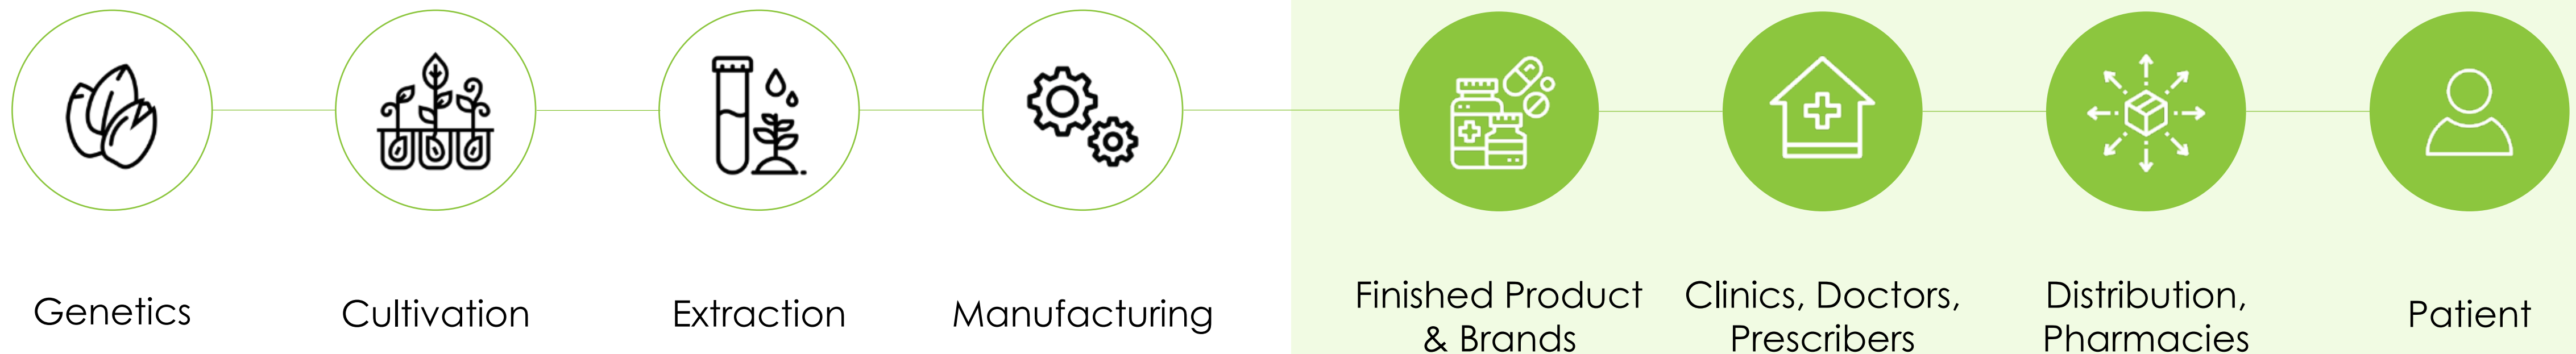 Genetics
Cultivation
Extraction
Manufacturing
Finished Product
& Brands
Clinics, Doctors,
Prescribers
Distribution,
Pharmacies
Patient